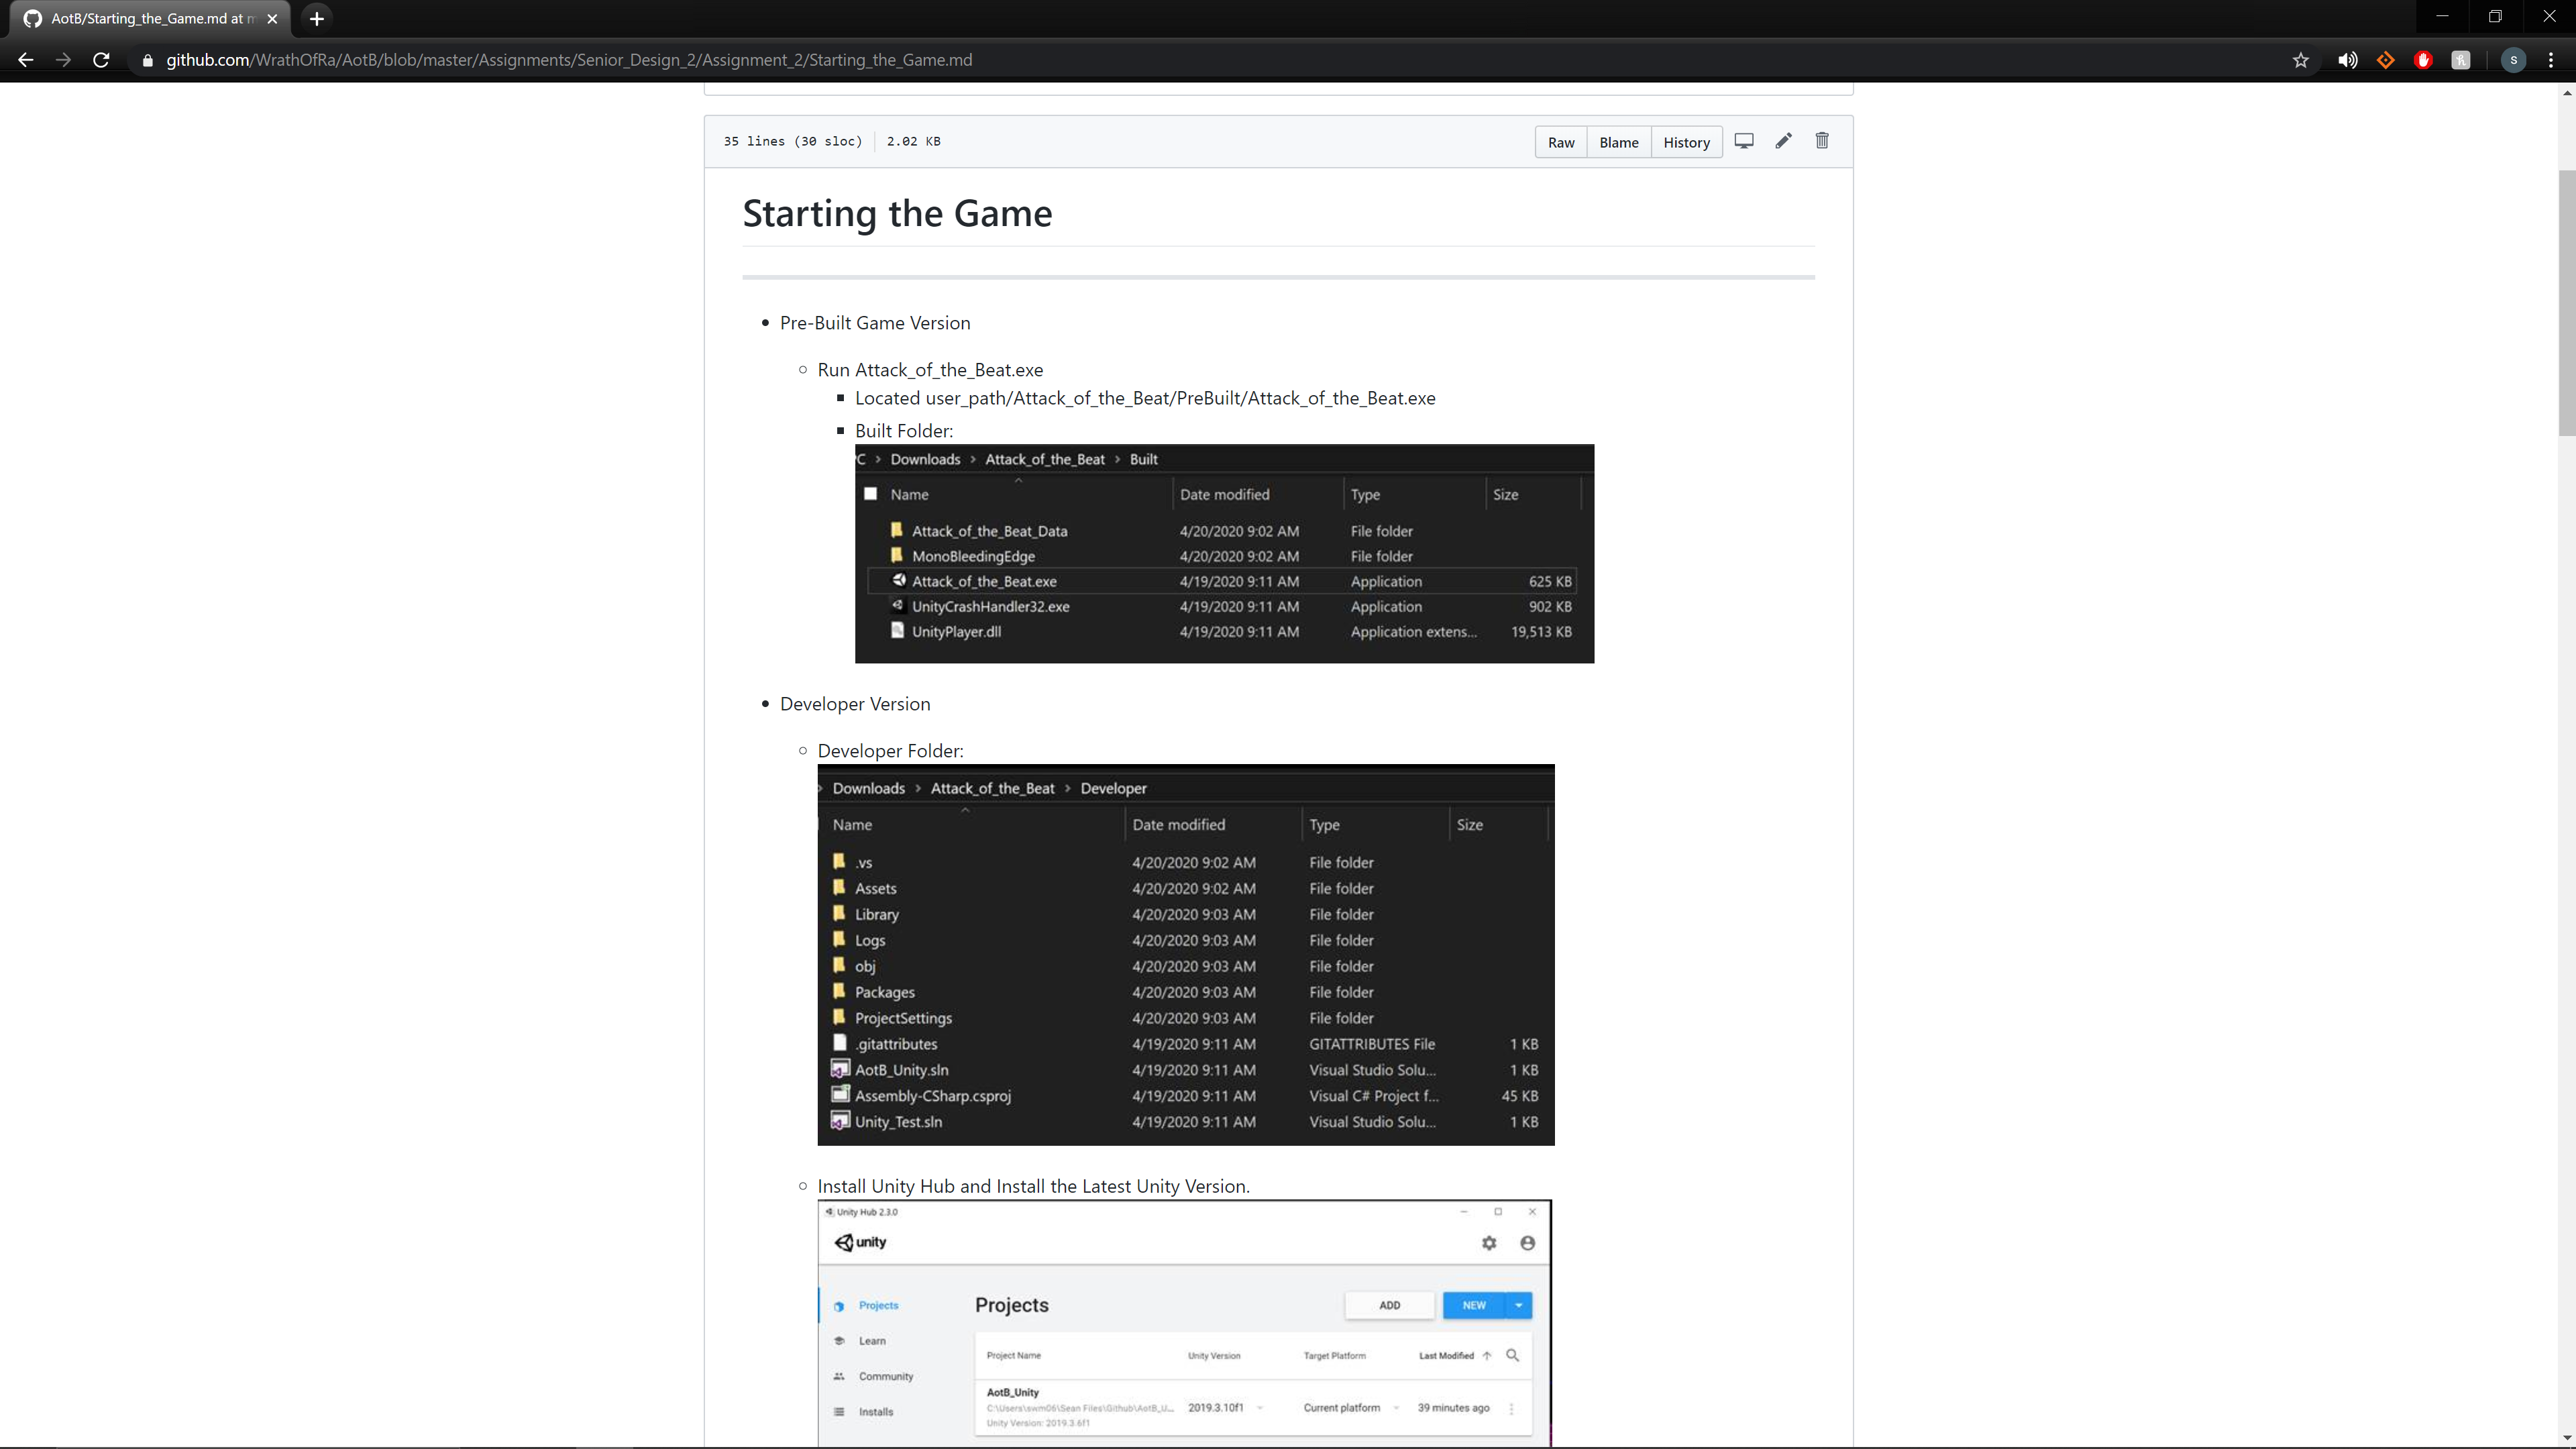 AotB/Starting_the_Game.md at m
github.com/WrathOfRa/AotB/blob/master/Assignments/Senior_Design_2/Assignment_2/Starting_the_Game.md
S
35 lines (30 sloc) 2.02 KB
Raw Blame History
Starting the Game
Pre-Built Game Version
Run Attack_of_the_Beat.exe
Located user_path/Attack_of_the_Beat/PreBuilt/Attack_of_the_Beat.exe
Built Folder:
PC > Downloads > Attack_of_the_Beat > Built
Name Date modified Type Size
Attack_of_the_Beat_Data 4/20/2020 9:02 AM File folder
MonoBleedingEdge 4/20/2020 9:02 AM File folder
Attack_of_the_Beat.exe 4/19/2020 9:11 AM Application 625 KB
UnityCrashHandler32.exe 4/19/2020 9:11 AM Application 902 KB
UnityPlayer.dll 4/19/2020 9:11 AM Application extens... 19,513 KB
Developer Version
Developer Folder:
> Downloads > Attack_of_the_Beat > Developer
Name Date modified Type Size
.vs 4/20/2020 9:02 AM File folder
Assets 4/20/2020 9:02 AM File folder
Library 4/20/2020 9:03 AM File folder
Logs 4/20/2020 9:03 AM File folder
obj 4/20/2020 9:03 AM File folder
Packages 4/20/2020 9:03 AM File folder
ProjectSettings 4/20/2020 9:03 AM File folder
.gitattributes 4/19/2020 9:11 AM GITATTRIBUTES File 1 KB
AotB_Unity.sln 4/19/2020 9:11 AM Visual Studio Solu... 1 KB
Assembly-CSharp.csproj 4/19/2020 9:11 AM Visual C# Project f... 45 KB
Unity_Test.sln 4/19/2020 9:11 AM Visual Studio Solu... 1 KB
Install Unity Hub and Install the Latest Unity Version.
Unity Hub 2.3.0
unity
Projects
Projects ADD NEW
Learn
Project Name Unity Version Target Platform Last Modified
Community
AotB_Unity
C:\Users\swm06\Sean Files\Github\AotB_U... 2019.3.10f1 Current platform 39 minutes ago
Installs
Unity Version: 2019.3.6f1